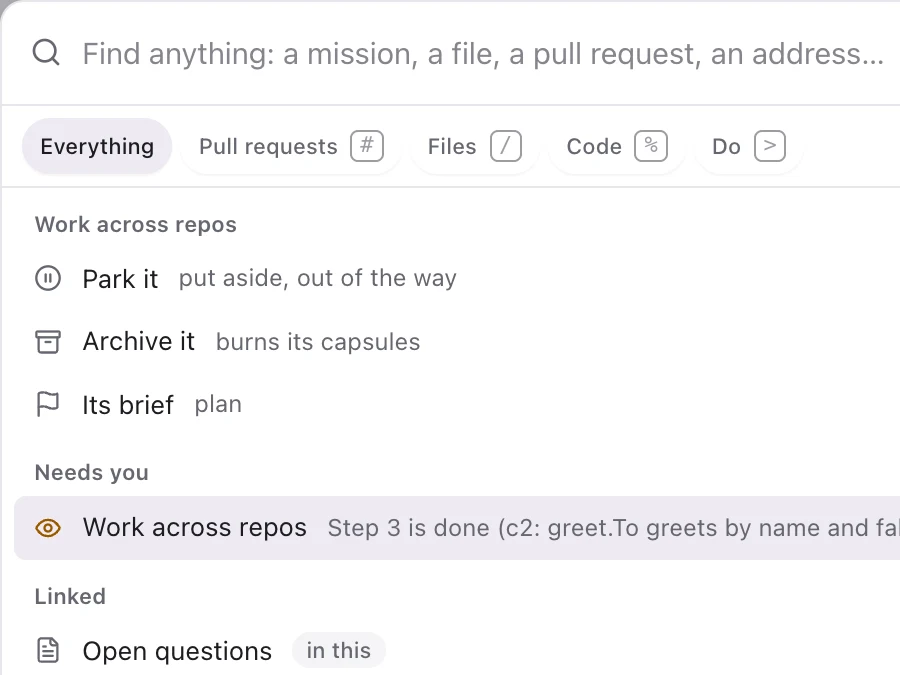 Find anything: a mission, a file, a pull request, an address...
Everything Pull requests # Files / Code % Do >
Work across repos
Park it put aside, out of the way
Archive it burns its capsules
Its brief plan
Needs you
Work across repos Step 3 is done (c2: greet.To greets by name and
Linked
Open questions in this